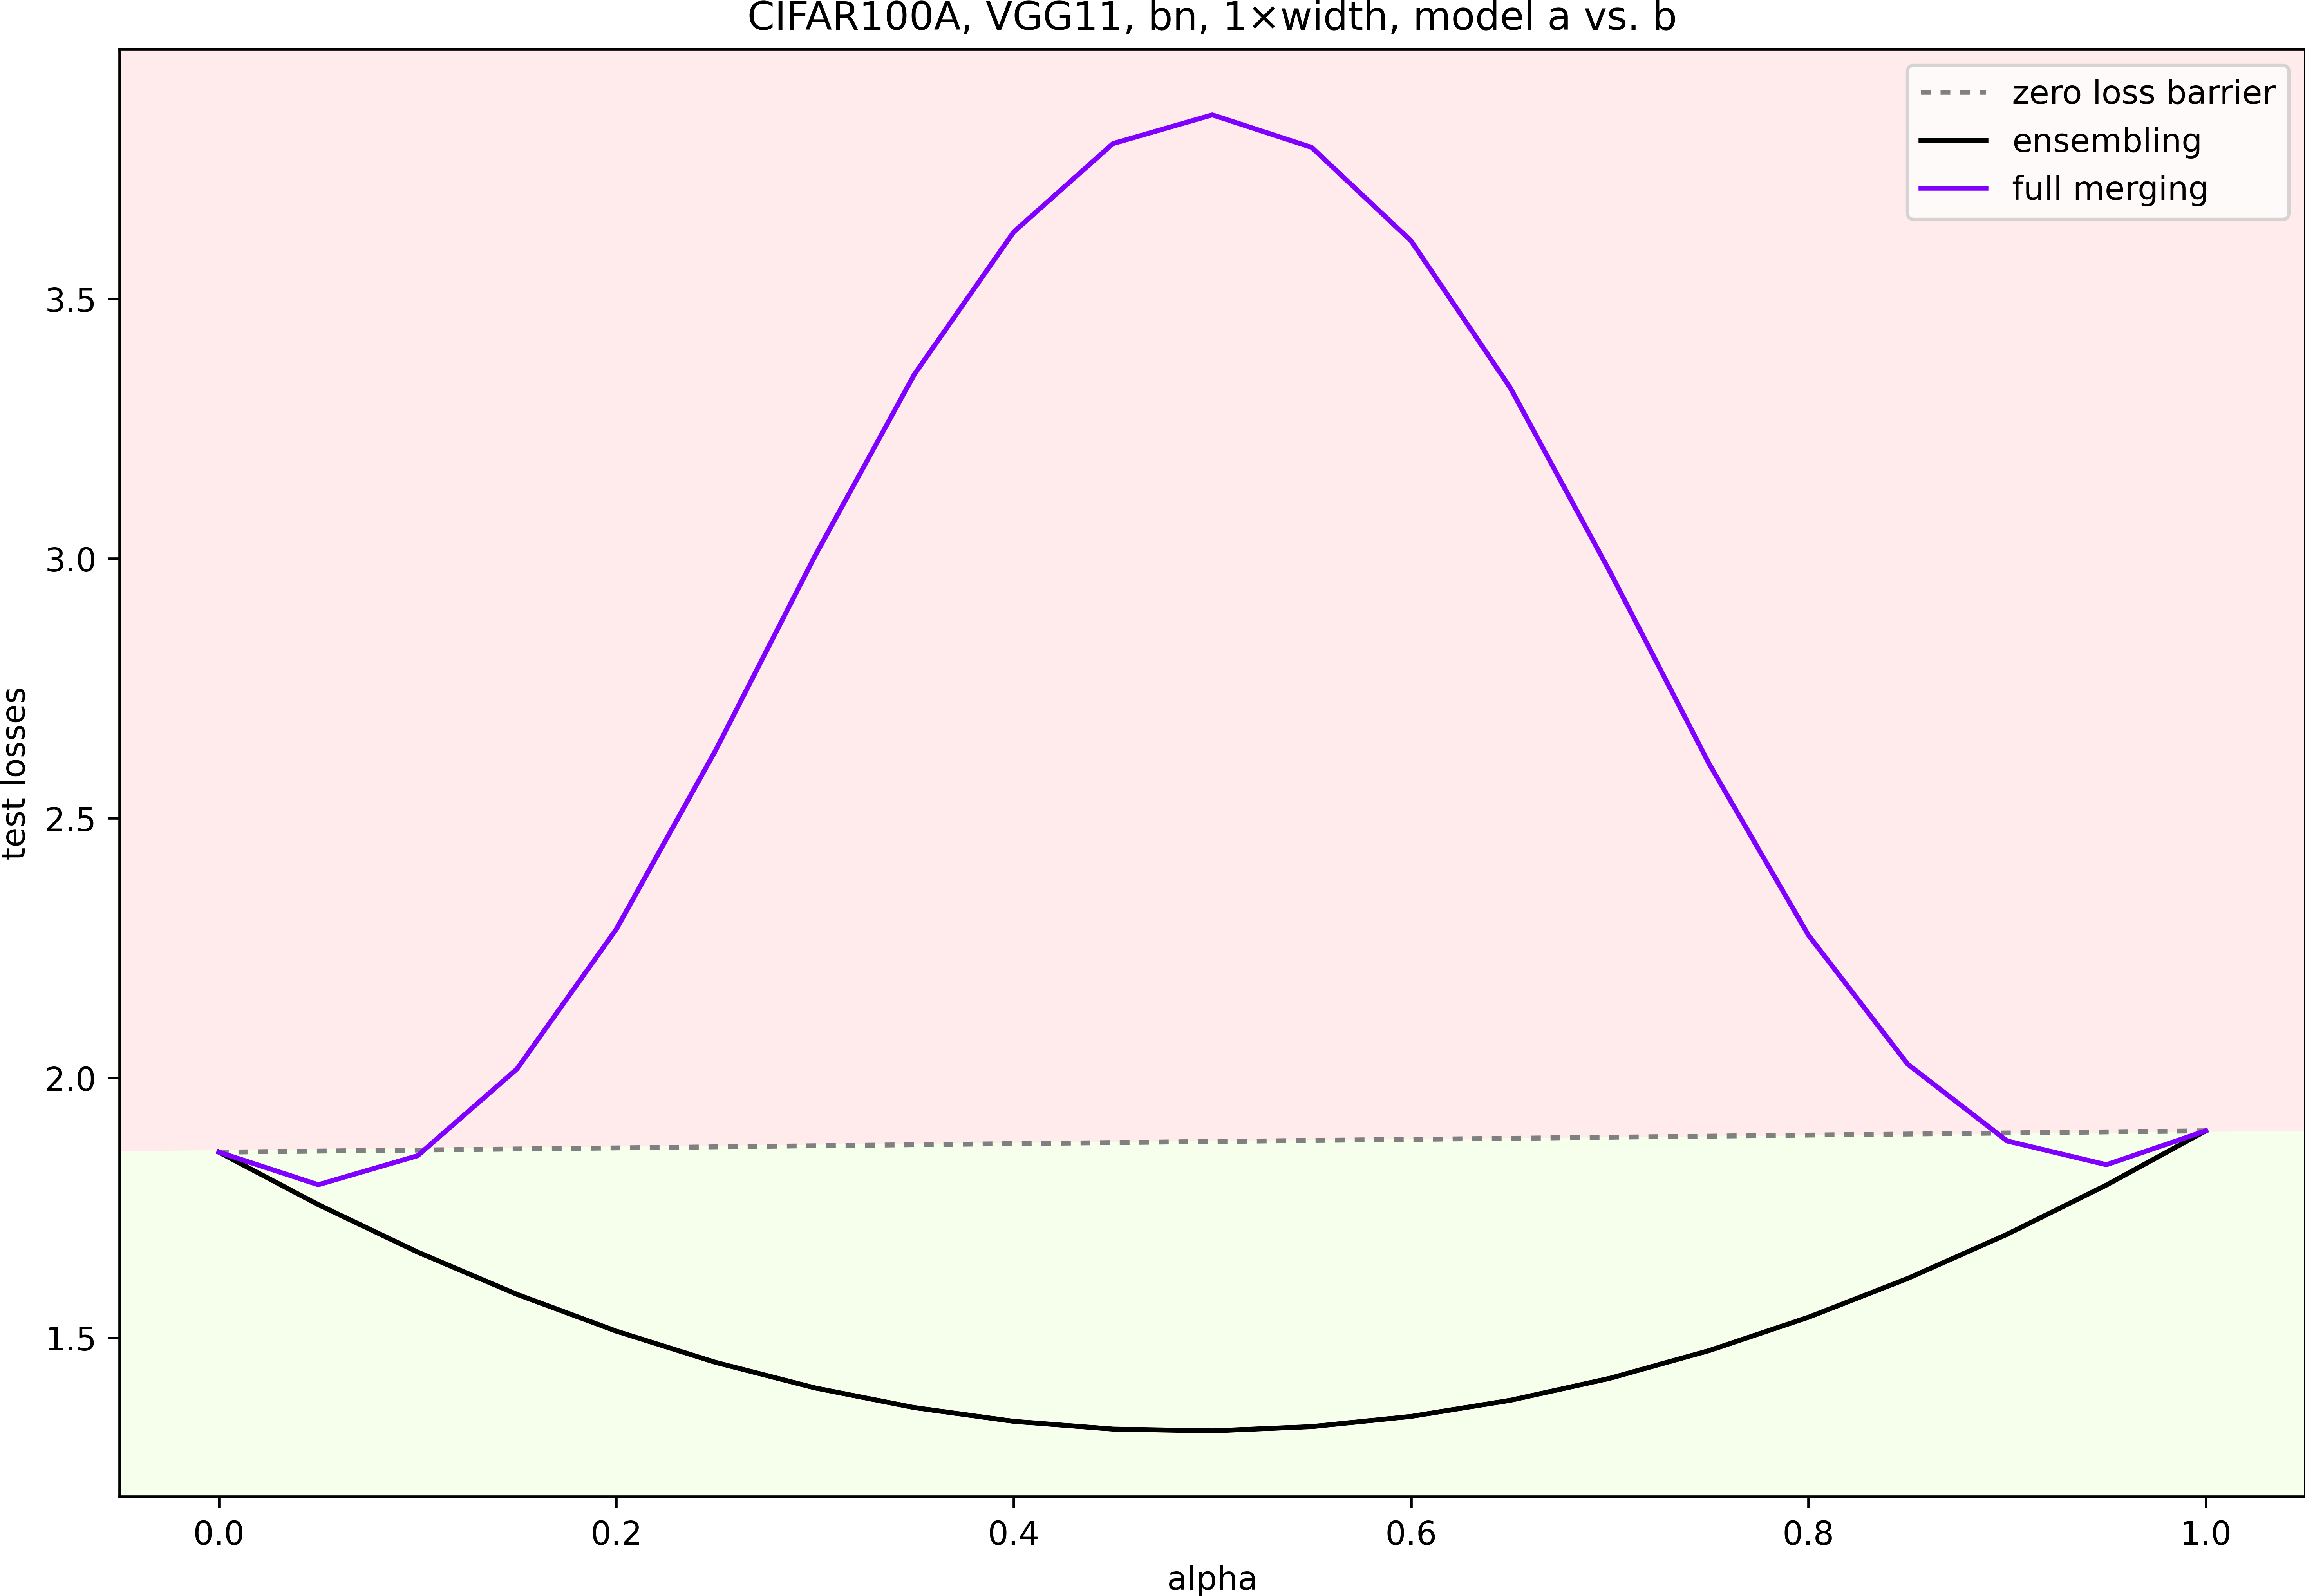 CIFAR100A, VGG11, bn, 1×width, model a vs. b
zero loss barrier
ensembling
full merging
test losses
3.5
3.0
2.5
2.0
1.5
0.0 0.2 0.4 0.6 0.8 1.0
alpha